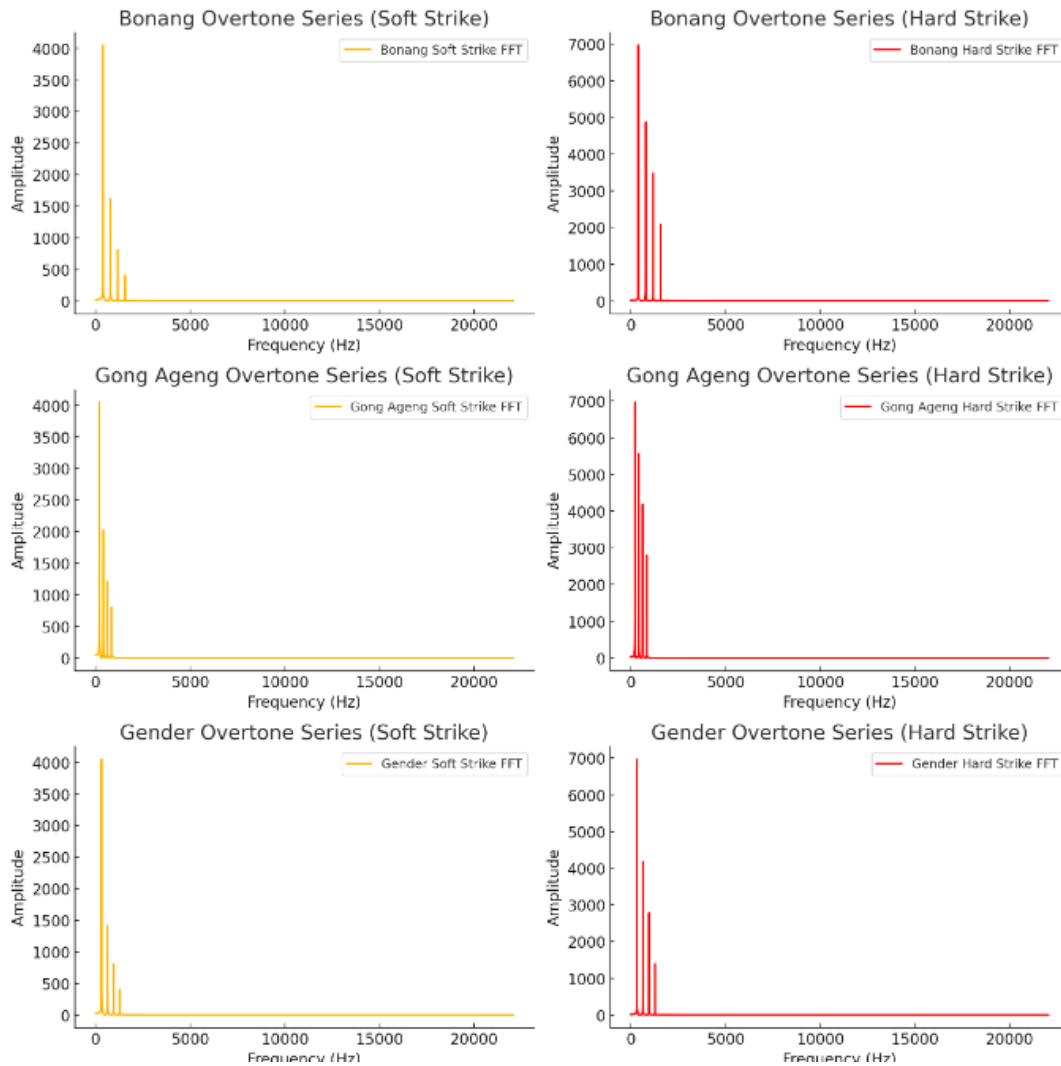 Bonang Overtone Series (Soft Strike)
Bonang Soft Strike FFT
4000
3500
3000
2500
2000
1500
1000
500
0
Amplitude
0 5000 10000 15000 20000
Frequency (Hz)
Bonang Overtone Series (Hard Strike)
Bonang Hard Strike FFT
7000
6000
5000
4000
3000
2000
1000
0
Amplitude
0 5000 10000 15000 20000
Frequency (Hz)
Gong Ageng Overtone Series (Soft Strike)
Gong Ageng Soft Strike FFT
4000
3500
3000
2500
2000
1500
1000
500
0
Amplitude
0 5000 10000 15000 20000
Frequency (Hz)
Gong Ageng Overtone Series (Hard Strike)
Gong Ageng Hard Strike FFT
7000
6000
5000
4000
3000
2000
1000
0
Amplitude
0 5000 10000 15000 20000
Frequency (Hz)
Gender Overtone Series (Soft Strike)
Gender Soft Strike FFT
4000
3500
3000
2500
2000
1500
1000
500
0
Amplitude
0 5000 10000 15000 20000
Frequency (Hz)
Gender Overtone Series (Hard Strike)
Gender Hard Strike FFT
7000
6000
5000
4000
3000
2000
1000
0
Amplitude
0 5000 10000 15000 20000
Frequency (Hz)